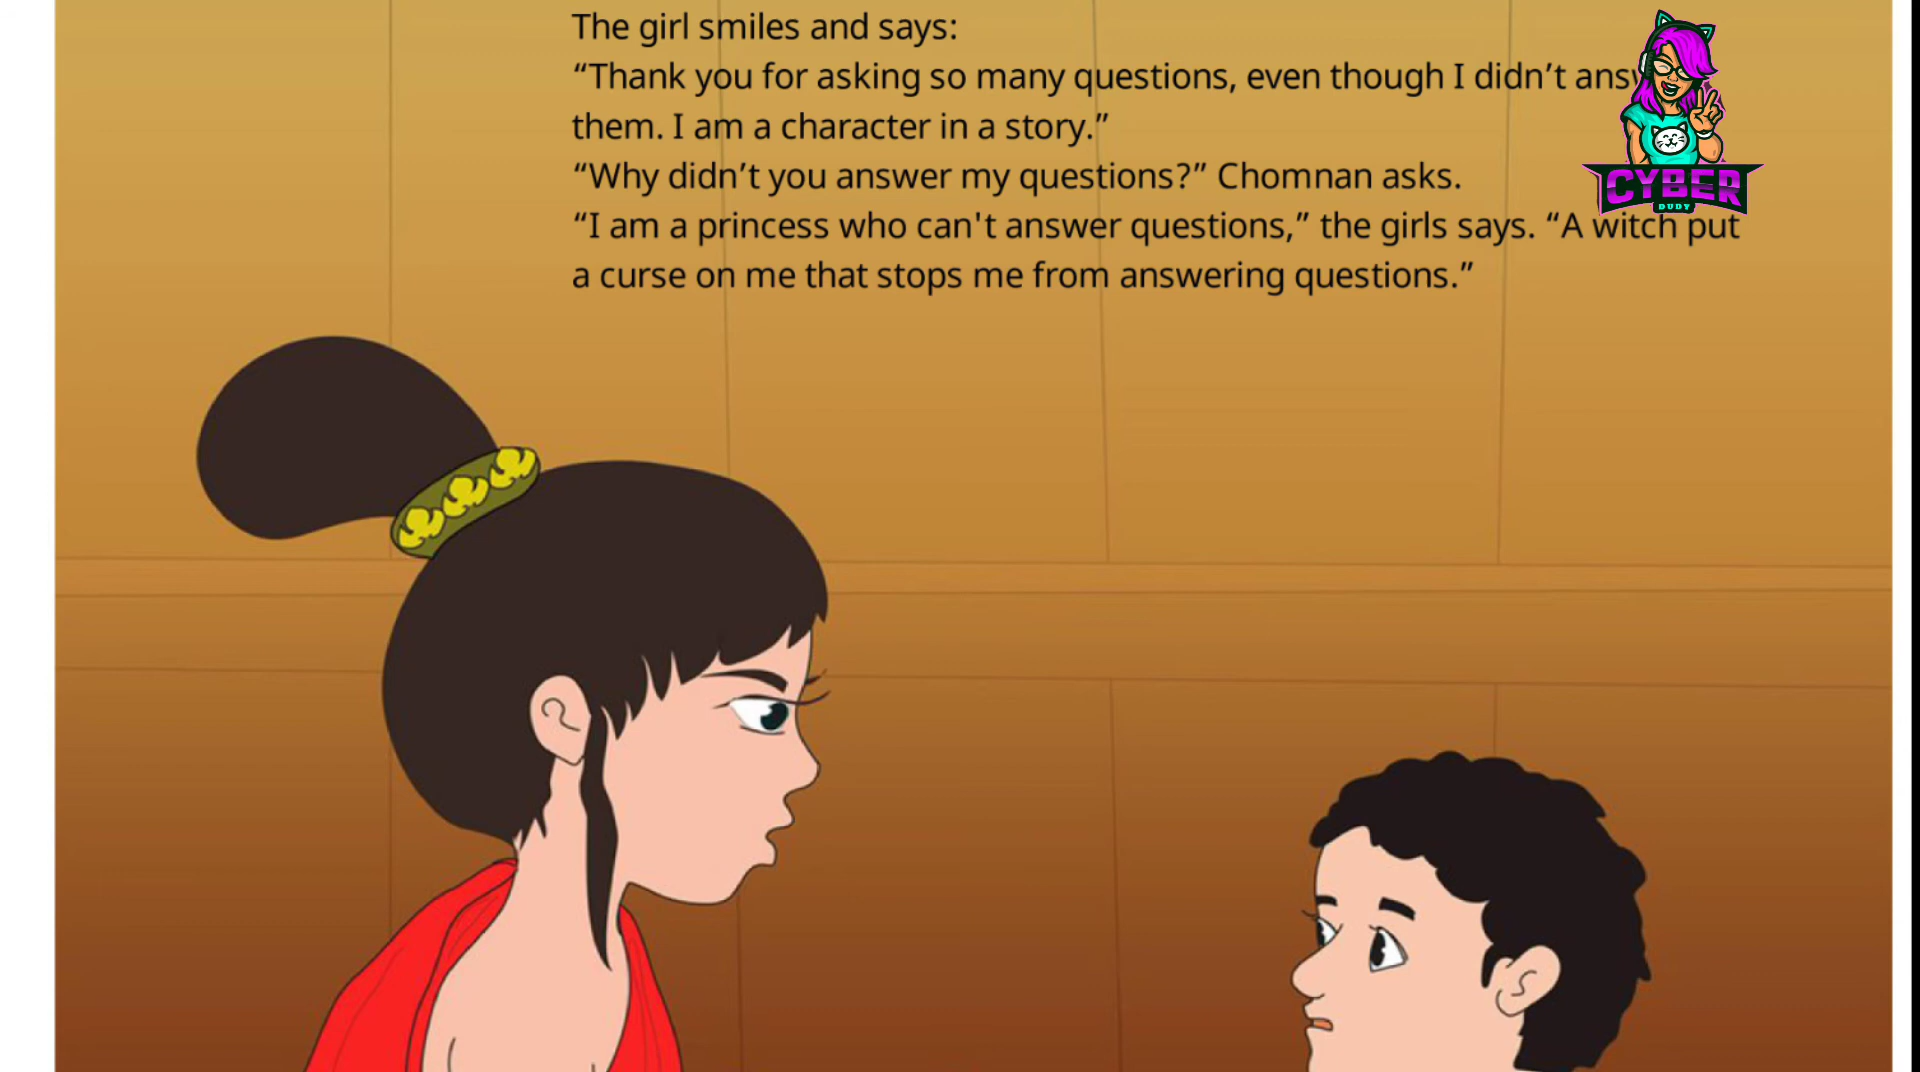 The girl smiles and says:
“Thank you for asking so many questions, even though I didn’t
them. I am a character in a story.”
“Why didn’t you answer my questions?” Chomnan asks.
“I am a princess who can't answer questions,” the girls says. “A witch put
a curse on me that stops me from answering questions.”
CYBER
DUDY